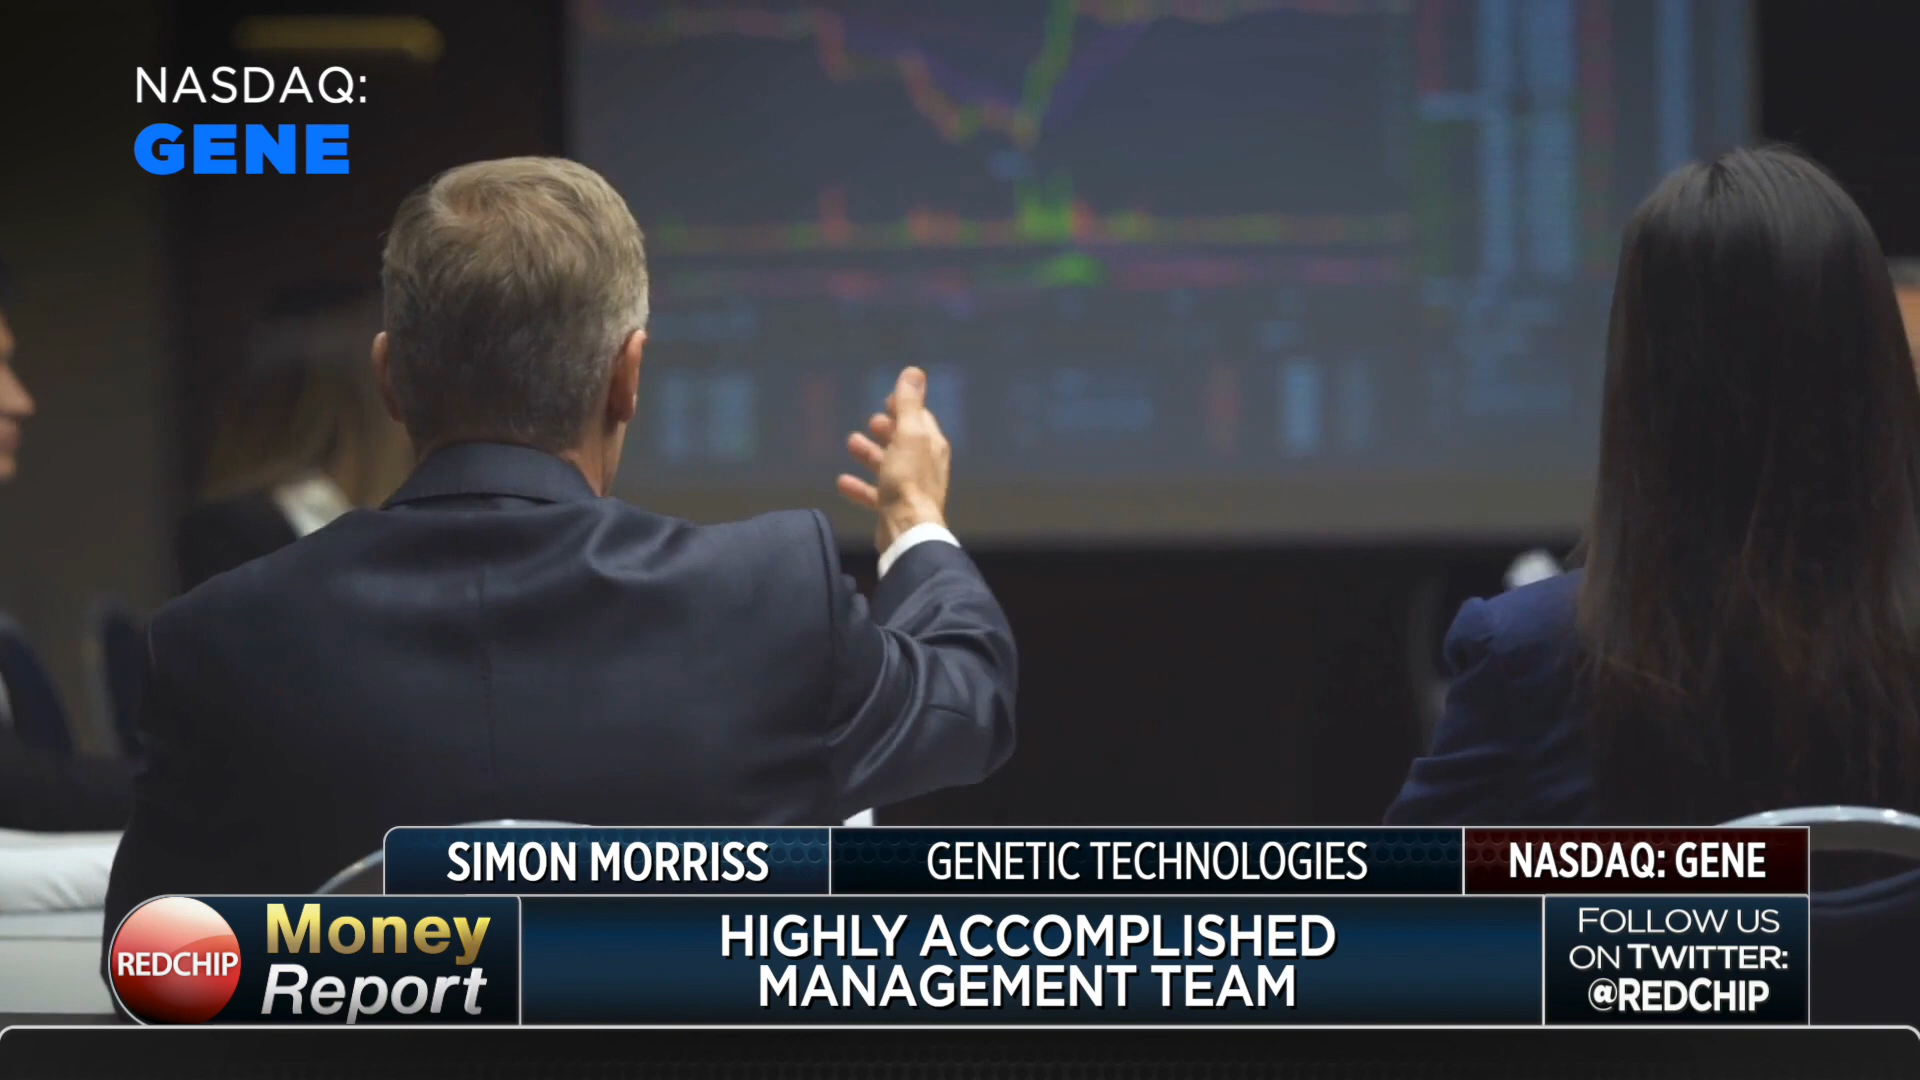 NASDAQ:
GENE
SIMON MORRISS
GENETIC TECHNOLOGIES
NASDAQ: GENE
REDCHIP
Money
Report
HIGHLY ACCOMPLISHED
MANAGEMENT TEAM
FOLLOW US
ON TWITTER:
@REDCHIP